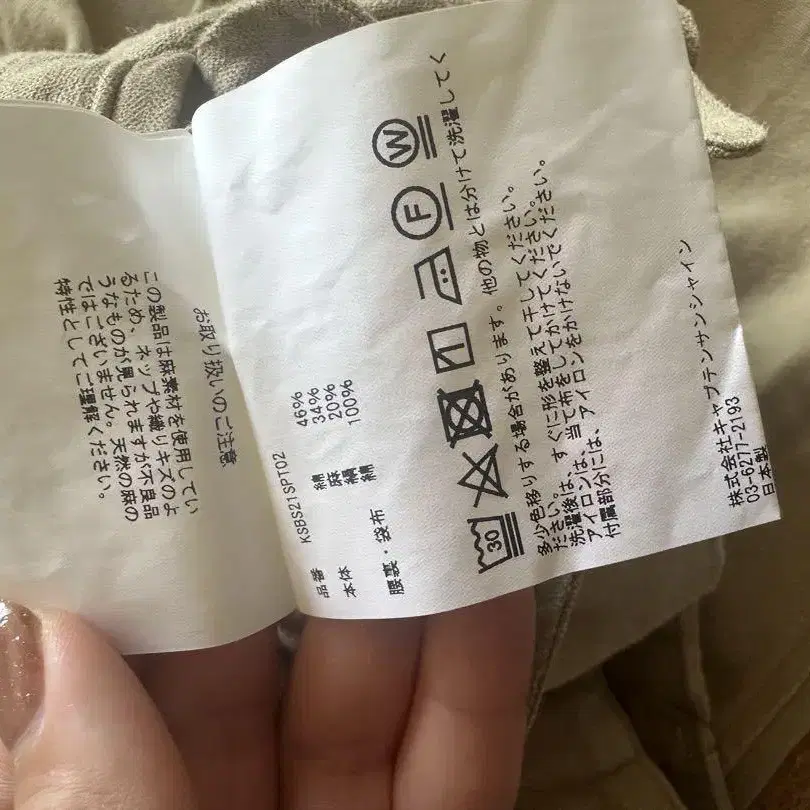 お取り扱いのご注意
この製品は麻素材を使用してい
るため、ネップや織りキズのよ
うなものが見られますが不良品
ではございません。天然の麻の
特性としてご理解ください。
品番 KSBS21SPT02
本体 綿 46%
麻 34%
20%
腰裏・袋布 綿 100%
30 F W
多少色移りする場合があります。他の物とは分けて洗濯してく
ださい。
洗濯後は、すぐに形を整えて干してください。
アイロンは、当て布をしてかけてください。
付属部分には、アイロンをかけないでください。
株式会社キャプテンサンシャイン
03-6277-2193
日本製